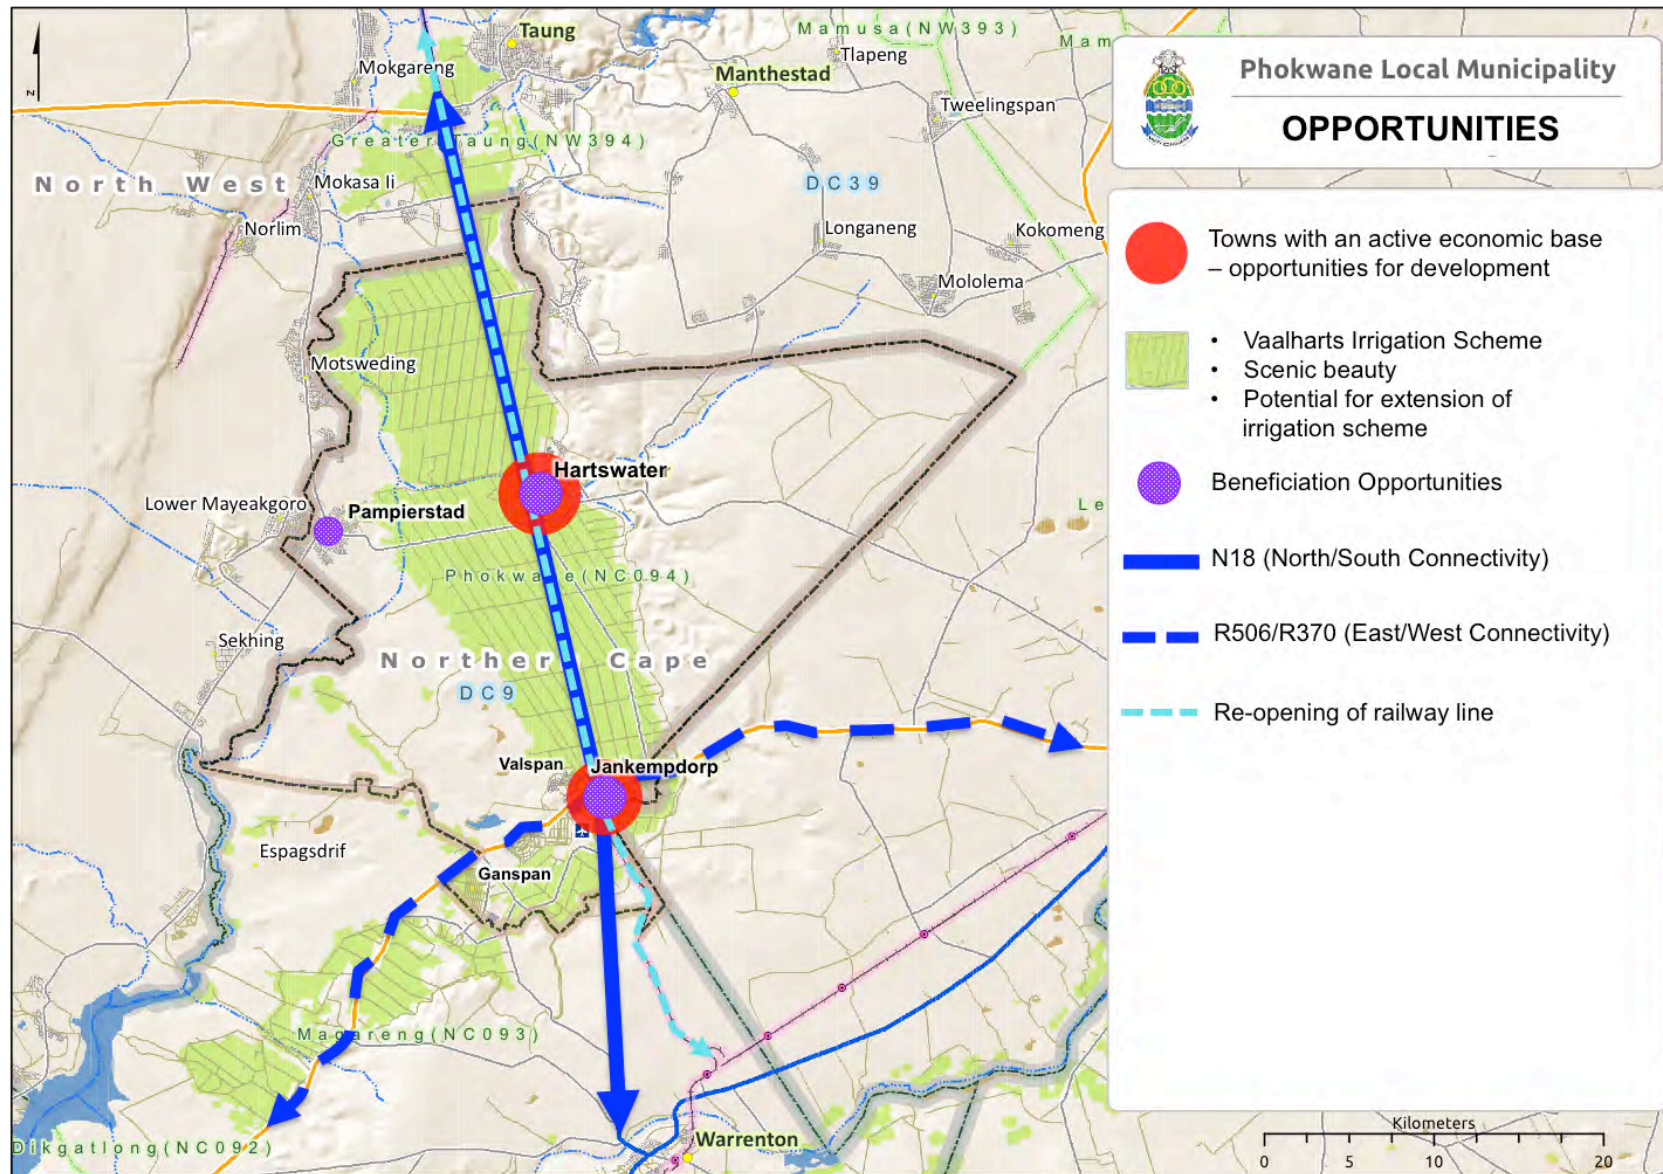 Phokwane Local Municipality
OPPORTUNITIES
Towns with an active economic base
– opportunities for development
• Vaalharts Irrigation Scheme
• Scenic beauty
• Potential for extension of
irrigation scheme
Beneficiation Opportunities
N18 (North/South Connectivity)
R506/R370 (East/West Connectivity)
Re-opening of railway line
Kilometers
0 5 10 20
N
Taung
Mamusa(NW393)
Mam
Tlapeng
Mokgareng
Manthestad
Tweelingspan
Greater Taung(NW394)
North West
Mokasa Ii
DC39
Norlim
Longaneng
Kokomeng
Mololema
Motsweding
Hartswater
Lower Mayeakgoro
Pampierstad
Le
Phokwane(NC094)
Sekhing
Norther Cape
DC9
Valspan
Jankempdorp
Espagsdrif
Ganspan
Magareng(NC093)
Dikgatlong(NC092)
Warrenton